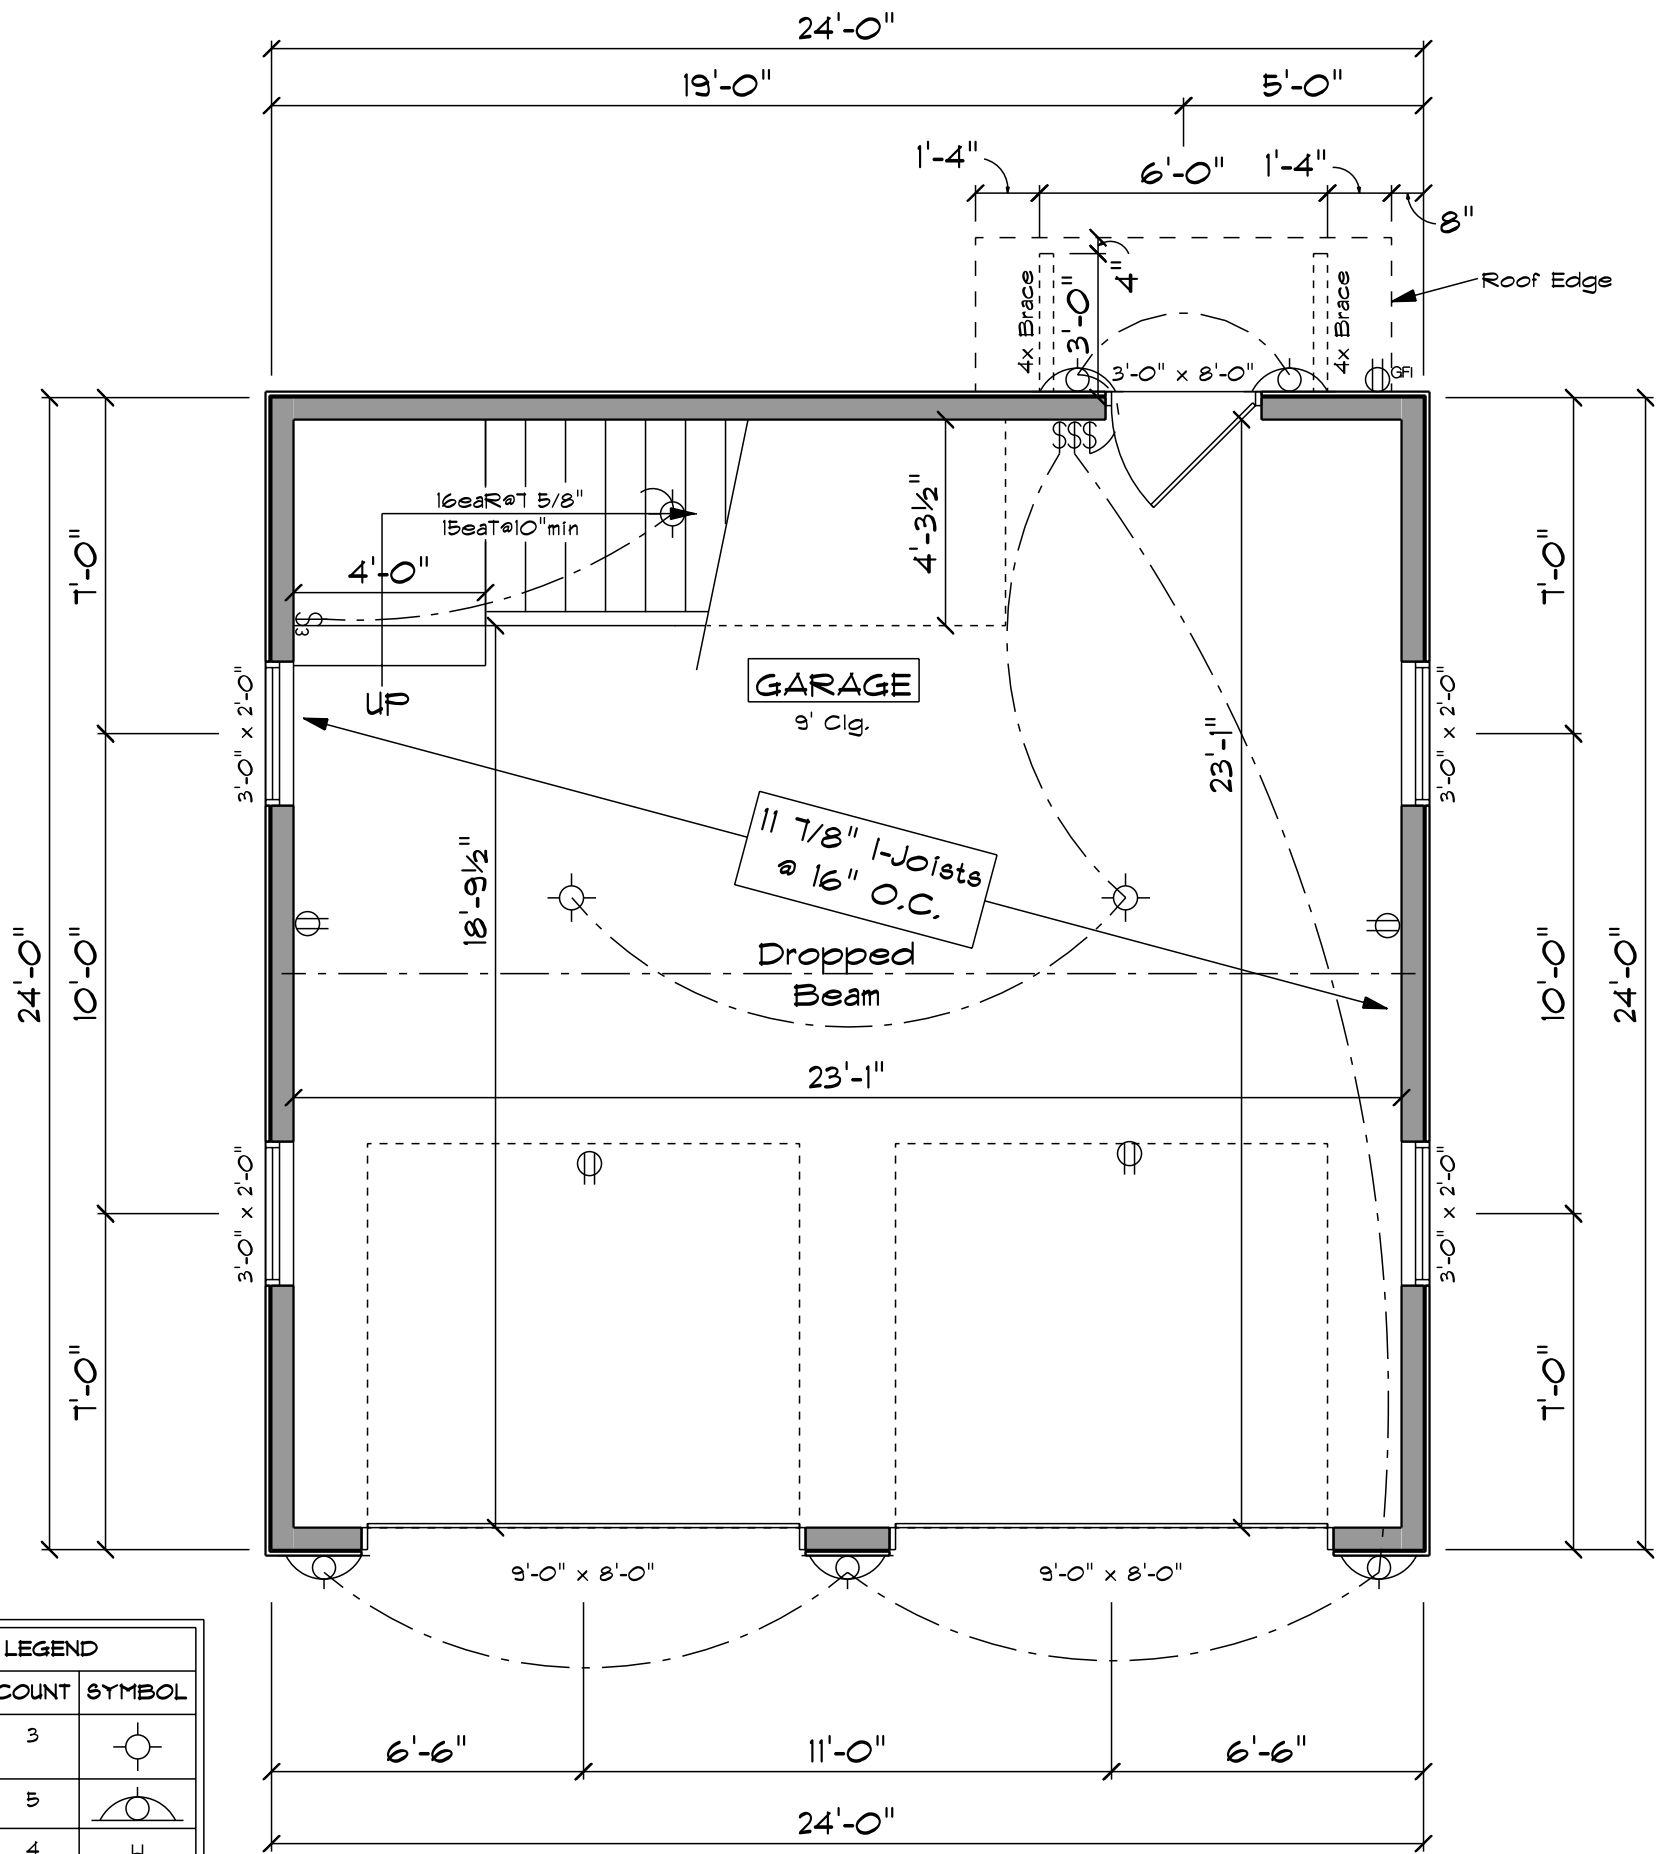 24'-0"
19'-0"
5'-0"
1'-4"
6'-0"
1'-4"
8"
4"
3'-0"
4x Brace
4x Brace
Roof Edge
3'-0" x 8'-0"
GFI
$$$
16eaR@7 5/8"
15eaT@10"min
4'-0"
4'-3½"
$3
UP
7'-0"
7'-0"
3'-0" x 2'-0"
3'-0" x 2'-0"
GARAGE
9' Clg.
23'-1"
11 7/8" I-Joists
@ 16" O.C.
18'-9½"
Dropped
Beam
24'-0"
10'-0"
10'-0"
24'-0"
23'-1"
3'-0" x 2'-0"
3'-0" x 2'-0"
7'-0"
7'-0"
9'-0" x 8'-0"
9'-0" x 8'-0"
LEGEND
COUNT SYMBOL
3
5
4
6'-6"
11'-0"
6'-6"
24'-0"